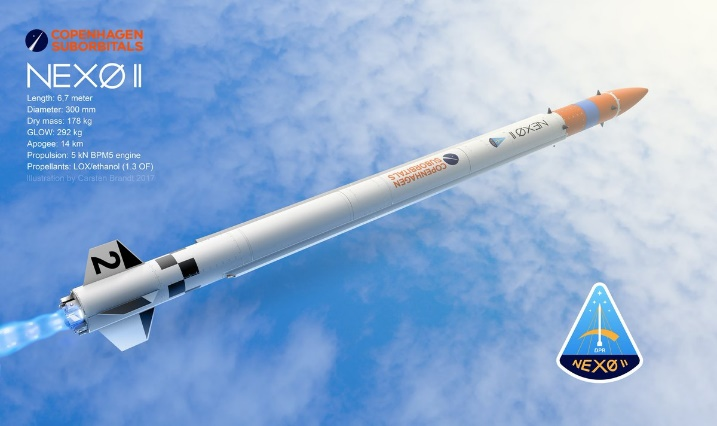 COPENHAGEN
SUBORBITALS
NEXØ II
Length: 6,7 meter
Diameter: 300 mm
Dry mass: 178 kg
GLOW: 292 kg
Apogee: 14 km
Propulsion: 5 kN BPM5 engine
Propellants: LOX/ethanol (1.3 OF)
Illustration by Carsten Brandt 2017
NEXØ II
COPENHAGEN
SUBORBITALS
2
DPR
NEXØ II